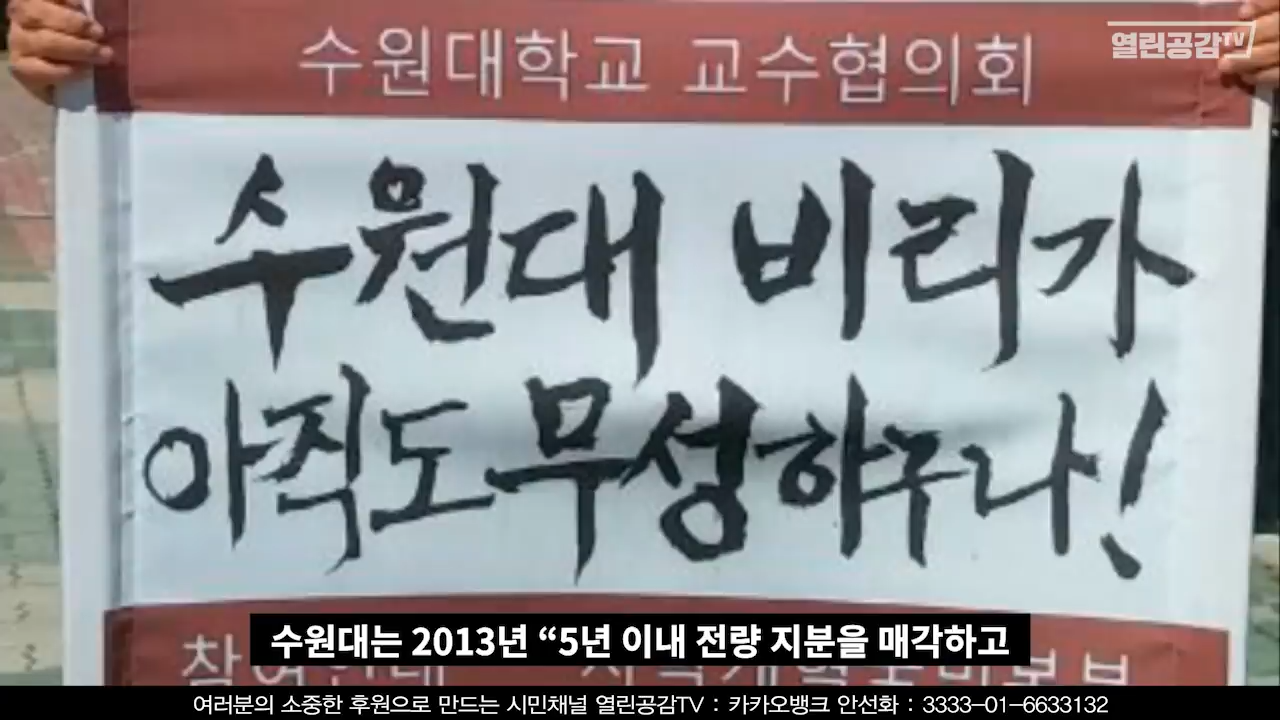 열린공감TV
수원대학교 교수협의회
수원대 비리가
아직도 무성하구나!
수원대는 2013년 “5년 이내 전량 지분을 매각하고
여러분의 소중한 후원으로 만드는 시민채널 열린공감TV : 카카오뱅크 안선화 : 3333-01-6633132